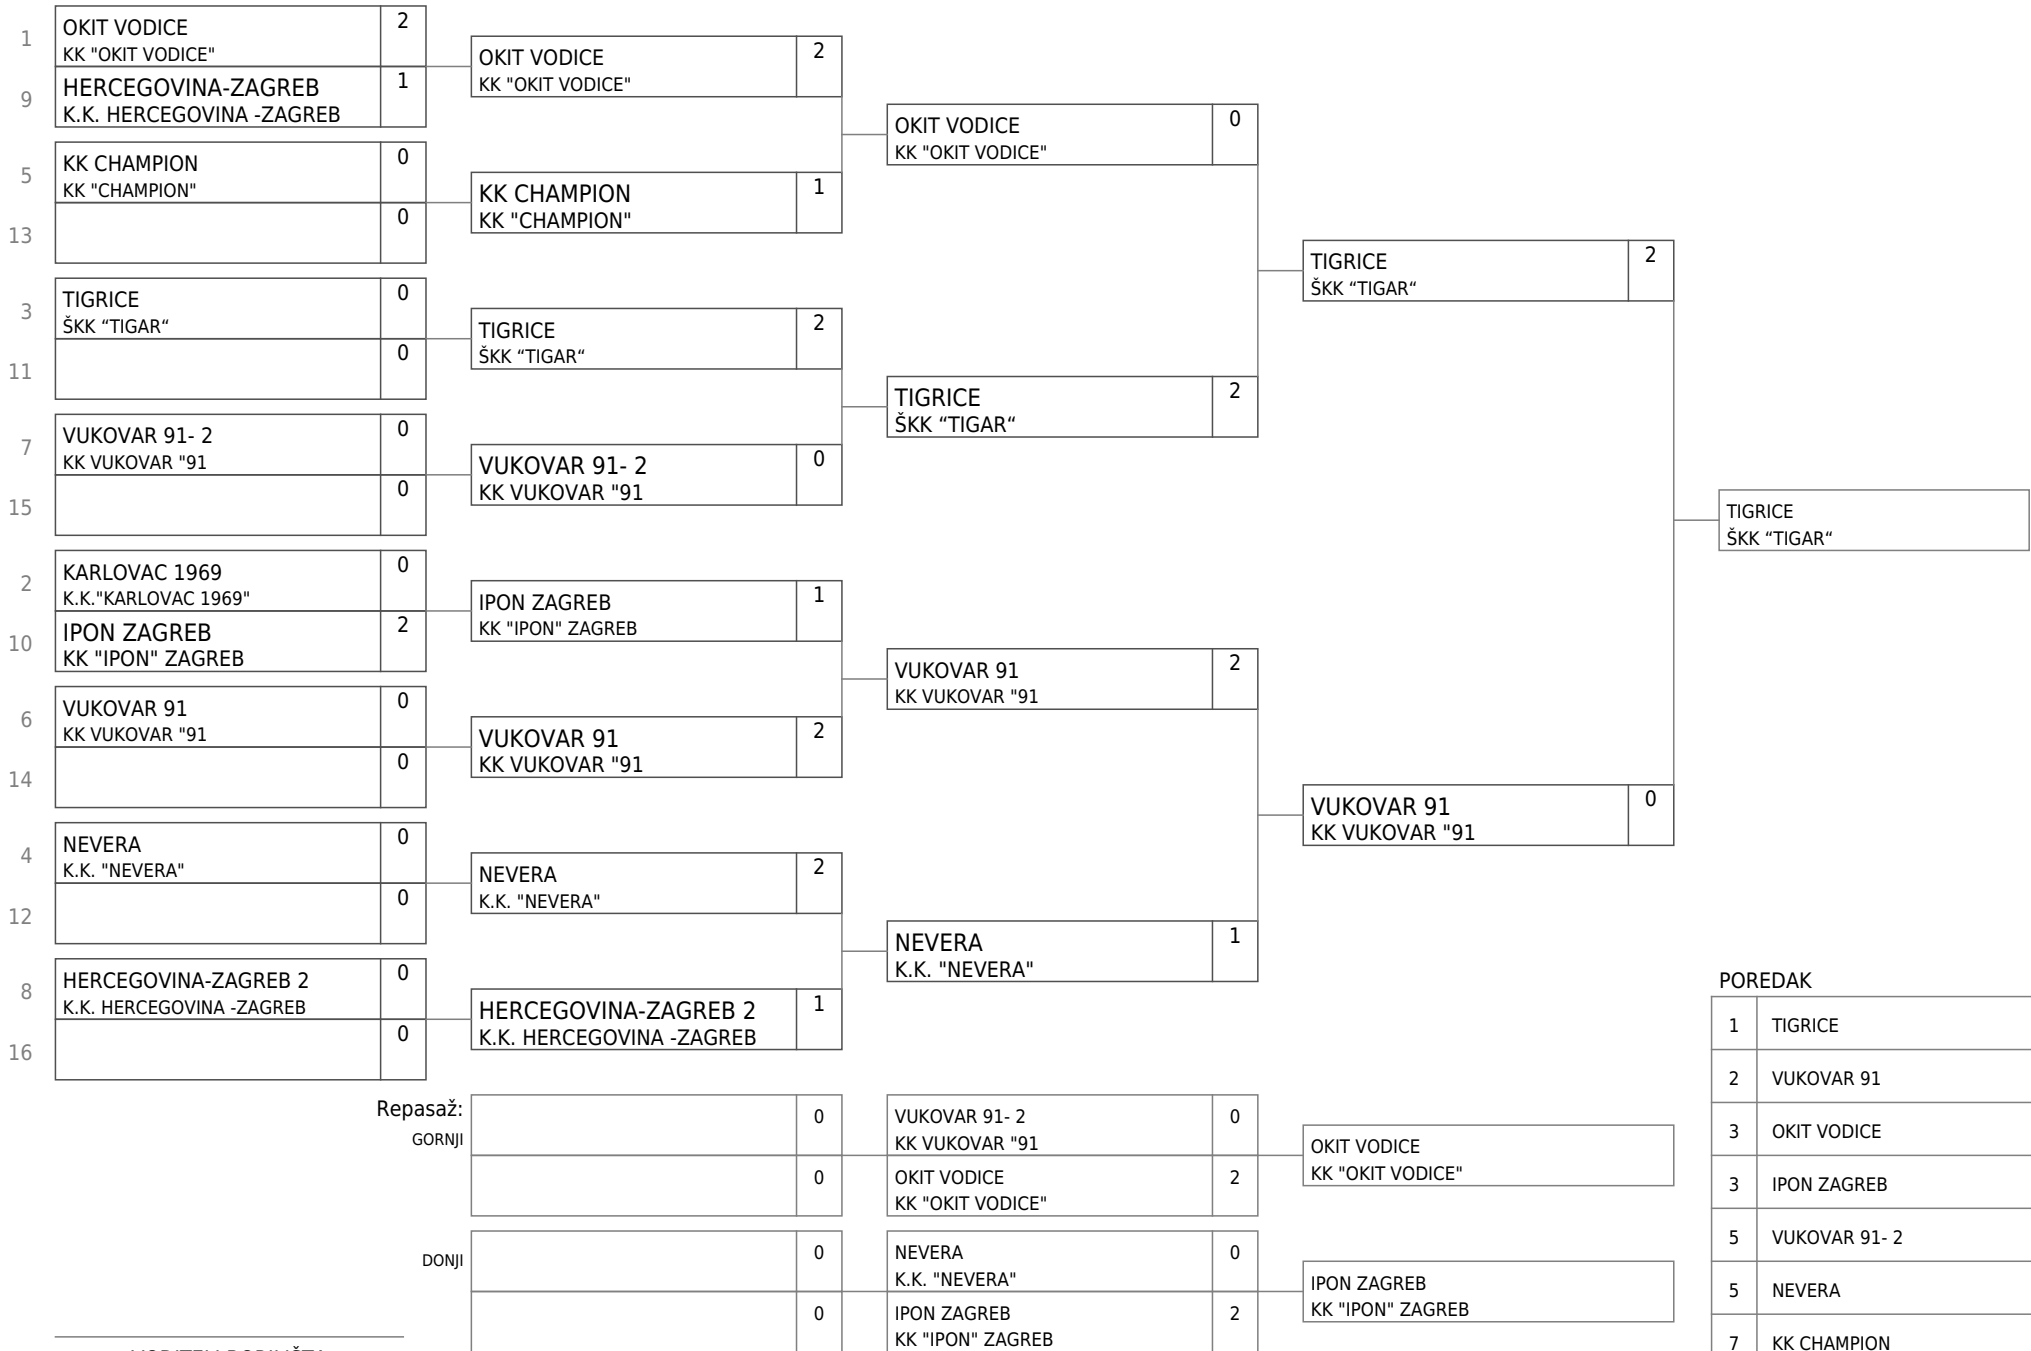 1
OKIT VODICE
KK "OKIT VODICE"
2
9
HERCEGOVINA-ZAGREB
K.K. HERCEGOVINA -ZAGREB
1
5
KK CHAMPION
KK "CHAMPION"
0
13
0
3
TIGRICE
ŠKK “TIGAR“
0
11
0
7
VUKOVAR 91- 2
KK VUKOVAR "91
0
15
0
2
KARLOVAC 1969
K.K."KARLOVAC 1969"
0
10
IPON ZAGREB
KK "IPON" ZAGREB
2
6
VUKOVAR 91
KK VUKOVAR "91
0
14
0
4
NEVERA
K.K. "NEVERA"
0
12
0
8
HERCEGOVINA-ZAGREB 2
K.K. HERCEGOVINA -ZAGREB
0
16
0
OKIT VODICE
KK "OKIT VODICE"
2
KK CHAMPION
KK "CHAMPION"
1
TIGRICE
ŠKK “TIGAR“
2
VUKOVAR 91- 2
KK VUKOVAR "91
0
IPON ZAGREB
KK "IPON" ZAGREB
1
VUKOVAR 91
KK VUKOVAR "91
2
NEVERA
K.K. "NEVERA"
2
HERCEGOVINA-ZAGREB 2
K.K. HERCEGOVINA -ZAGREB
1
OKIT VODICE
KK "OKIT VODICE"
0
TIGRICE
ŠKK “TIGAR“
2
VUKOVAR 91
KK VUKOVAR "91
2
NEVERA
K.K. "NEVERA"
1
TIGRICE
ŠKK “TIGAR“
2
VUKOVAR 91
KK VUKOVAR "91
0
TIGRICE
ŠKK “TIGAR“
Repasaž:
GORNJI
0
0
VUKOVAR 91- 2
KK VUKOVAR "91
0
OKIT VODICE
KK "OKIT VODICE"
2
OKIT VODICE
KK "OKIT VODICE"
DONJI
0
0
NEVERA
K.K. "NEVERA"
0
IPON ZAGREB
KK "IPON" ZAGREB
2
IPON ZAGREB
KK "IPON" ZAGREB
POREDAK
1 TIGRICE
2 VUKOVAR 91
3 OKIT VODICE
3 IPON ZAGREB
5 VUKOVAR 91- 2
5 NEVERA
7 KK CHAMPION